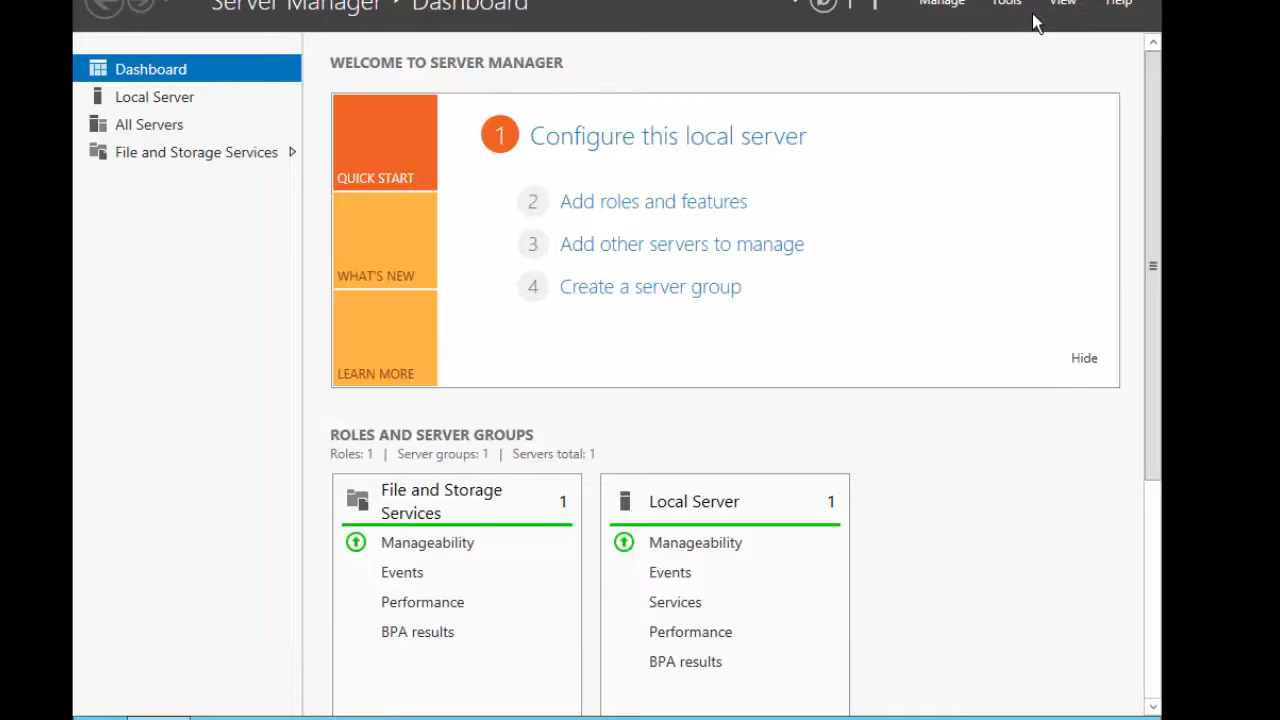 Server Manager · Dashboard
Manage Tools View Help
Dashboard
Local Server
All Servers
File and Storage Services
WELCOME TO SERVER MANAGER
QUICK START
WHAT'S NEW
LEARN MORE
1 Configure this local server
2 Add roles and features
3 Add other servers to manage
4 Create a server group
Hide
ROLES AND SERVER GROUPS
Roles: 1 | Server groups: 1 | Servers total: 1
File and Storage
Services 1
Manageability
Events
Performance
BPA results
Local Server 1
Manageability
Events
Services
Performance
BPA results